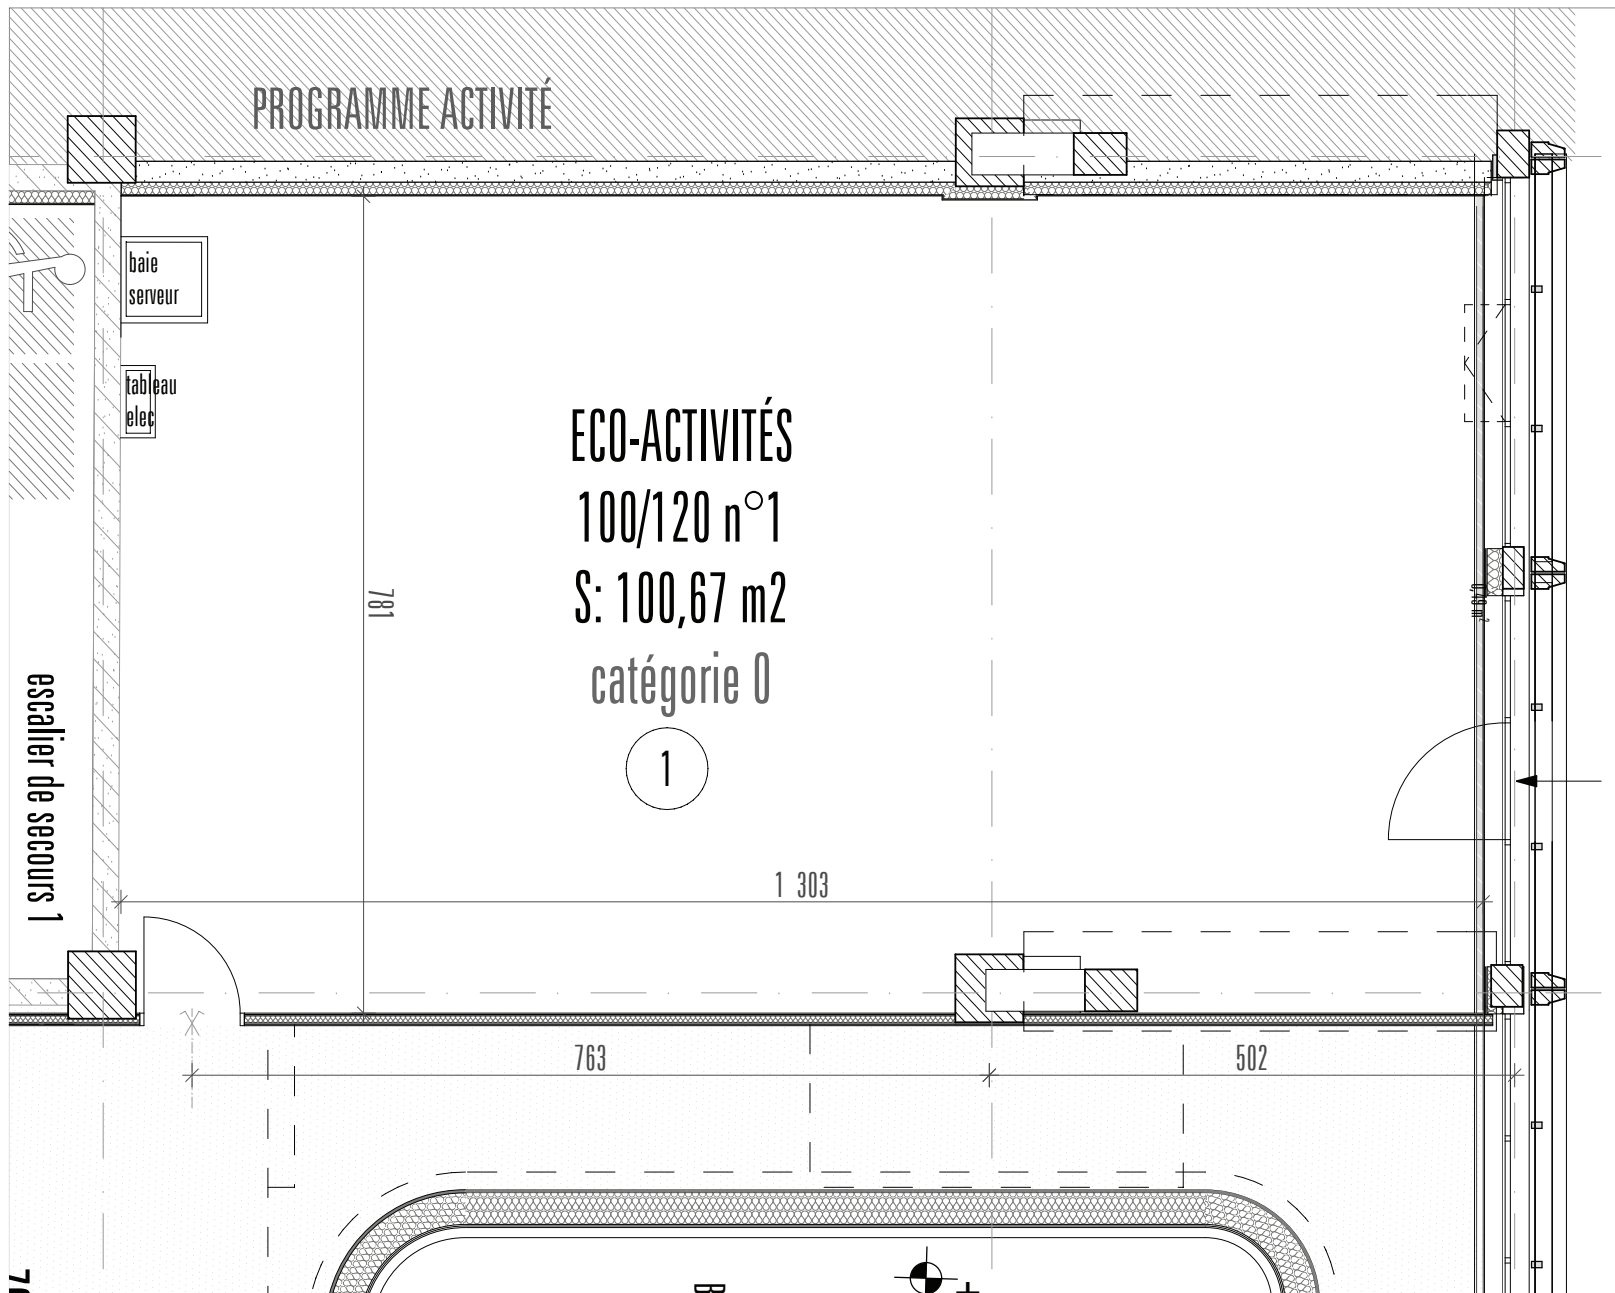 PROGRAMME ACTIVITÉ
baie
serveur
tableau
elec
ECO-ACTIVITÉS
100/120 n°1
S: 100,67 m2
catégorie 0
1
781
escalier de secours 1
1 303
763
502